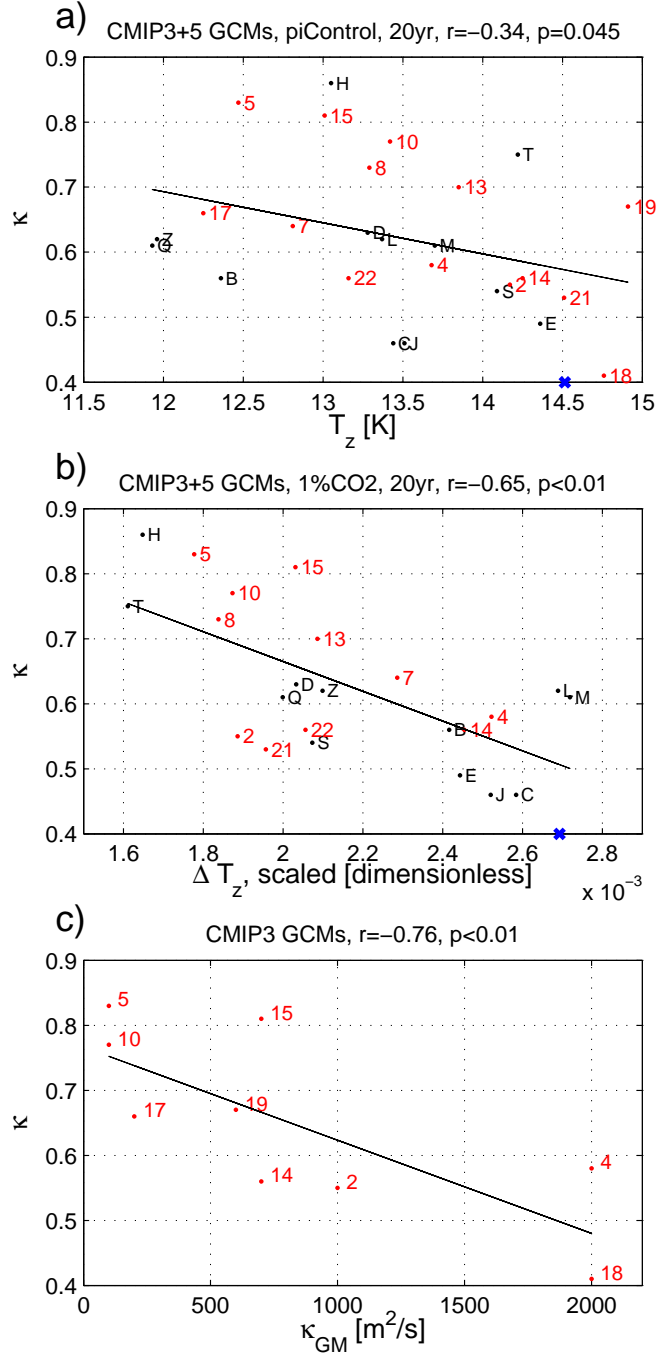 a)
CMIP3+5 GCMs, piControl, 20yr, r=−0.34, p=0.045
0.9
H
5
15
0.8
10
T
8
κ
0.7
13
19
17
7
D
L
M
Z
Q
0.6
B
22
4
2
14
S
21
0.5
E
C
J
18
0.4
11.5 12 12.5 13 13.5 14 14.5 15
T_z [K]
b)
CMIP3+5 GCMs, 1%CO2, 20yr, r=−0.65, p<0.01
0.9
H
5
15
0.8
10
T
8
κ
0.7
13
7
D
Z
L
M
Q
0.6
4
2
22
B
14
21
S
0.5
E
J
C
0.4
1.6 1.8 2 2.2 2.4 2.6 2.8
Δ T_z, scaled [dimensionless]
x 10^−3
c)
CMIP3 GCMs, r=−0.76, p<0.01
0.9
5
15
0.8
10
κ
0.7
17
19
0.6
4
14
2
0.5
18
0.4
0 500 1000 1500 2000
κ_GM [m²/s]